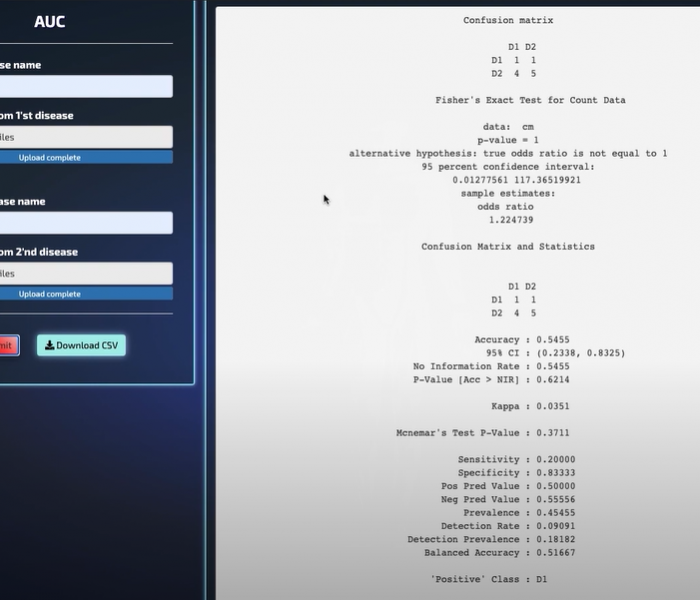 AUC
se name
om 1'st disease
iles
Upload complete
ase name
om 2'nd disease
iles
Upload complete
mit
Download CSV
Confusion matrix
D1 D2
D1 1 1
D2 4 5
Fisher's Exact Test for Count Data
data: cm
p-value = 1
alternative hypothesis: true odds ratio is not equal to 1
95 percent confidence interval:
0.01277561 117.36519921
sample estimates:
odds ratio
1.224739
Confusion Matrix and Statistics
D1 D2
D1 1 1
D2 4 5
Accuracy : 0.5455
95% CI : (0.2338, 0.8325)
No Information Rate : 0.5455
P-Value [Acc > NIR] : 0.6214
Kappa : 0.0351
Mcnemar's Test P-Value : 0.3711
Sensitivity : 0.20000
Specificity : 0.83333
Pos Pred Value : 0.50000
Neg Pred Value : 0.55556
Prevalence : 0.45455
Detection Rate : 0.09091
Detection Prevalence : 0.18182
Balanced Accuracy : 0.51667
'Positive' Class : D1